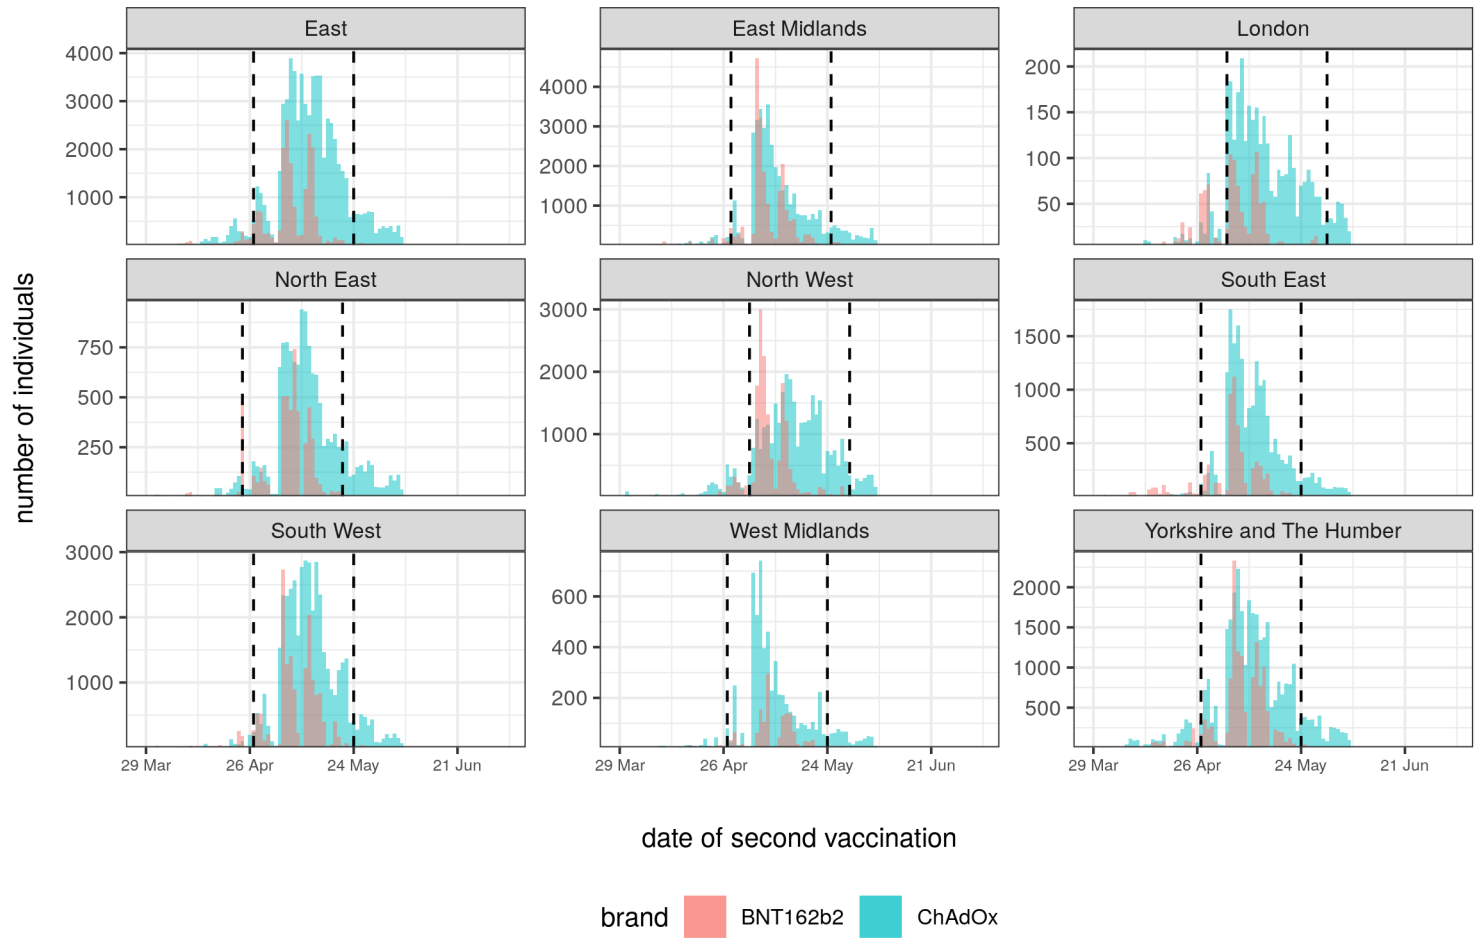 East
East Midlands
London
4000
3000
2000
1000
4000
3000
2000
1000
200
150
100
50
North East
North West
South East
750
500
250
3000
2000
1000
1500
1000
500
South West
West Midlands
Yorkshire and The Humber
3000
2000
1000
600
400
200
2000
1500
1000
500
29 Mar 26 Apr 24 May 21 Jun
29 Mar 26 Apr 24 May 21 Jun
29 Mar 26 Apr 24 May 21 Jun
number of individuals
date of second vaccination
brand BNT162b2 ChAdOx